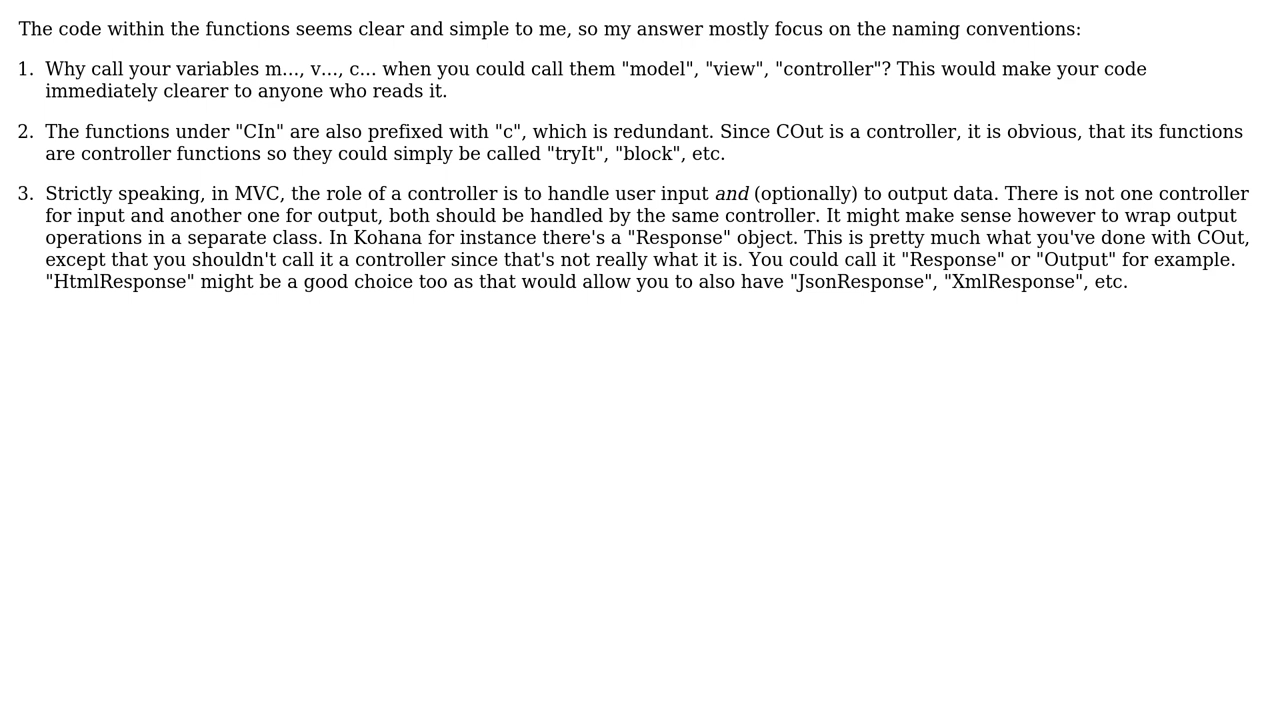 The code within the functions seems clear and simple to me, so my answer mostly focus on the naming conventions:
1. Why call your variables m..., v..., c... when you could call them "model", "view", "controller"? This would make your code
immediately clearer to anyone who reads it.
2. The functions under "CIn" are also prefixed with "c", which is redundant. Since COut is a controller, it is obvious, that its functions
are controller functions so they could simply be called "tryIt", "block", etc.
3. Strictly speaking, in MVC, the role of a controller is to handle user input and (optionally) to output data. There is not one controller
for input and another one for output, both should be handled by the same controller. It might make sense however to wrap output
operations in a separate class. In Kohana for instance there's a "Response" object. This is pretty much what you've done with COut,
except that you shouldn't call it a controller since that's not really what it is. You could call it "Response" or "Output" for example.
"HtmlResponse" might be a good choice too as that would allow you to also have "JsonResponse", "XmlResponse", etc.